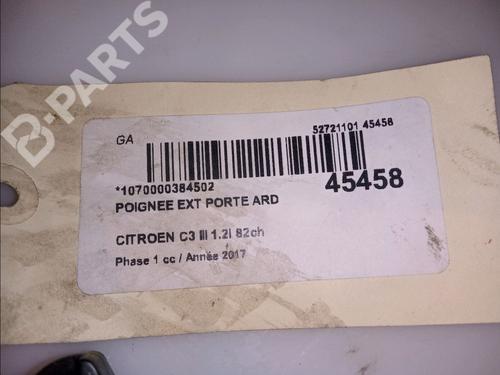 B-PARTS
GA
52721101 45458
*1070000384502
45458
POIGNEE EXT PORTE ARD
CITROEN C3 III 1.2I 82ch
Phase 1 cc / Année 2017
B-PARTS